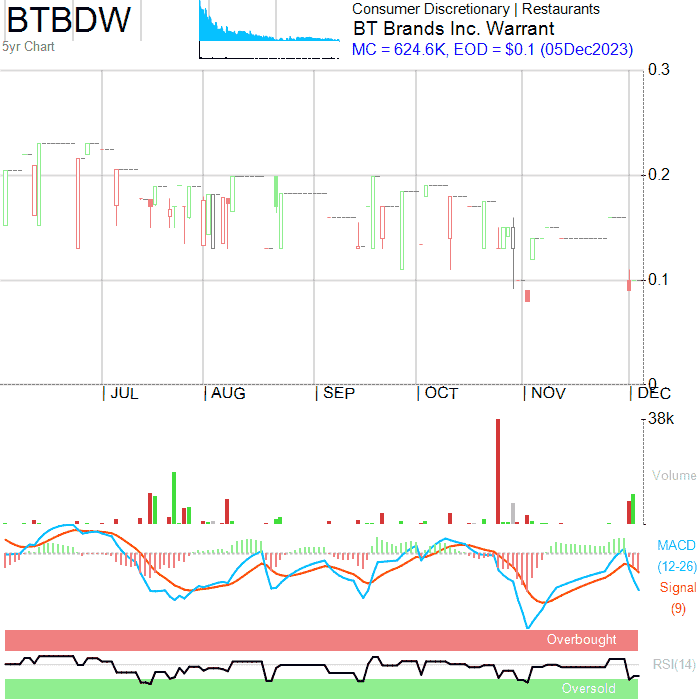 BTBDW
5yr Chart
Consumer Discretionary | Restaurants
BT Brands Inc. Warrant
MC = 624.6K, EOD = $0.1 (05Dec2023)
0.3
0.2
0.1
0
| JUL | AUG | SEP | OCT | NOV | DEC
38k
Volume
MACD
(12-26)
Signal
(9)
Overbought
RSI(14)
Oversold